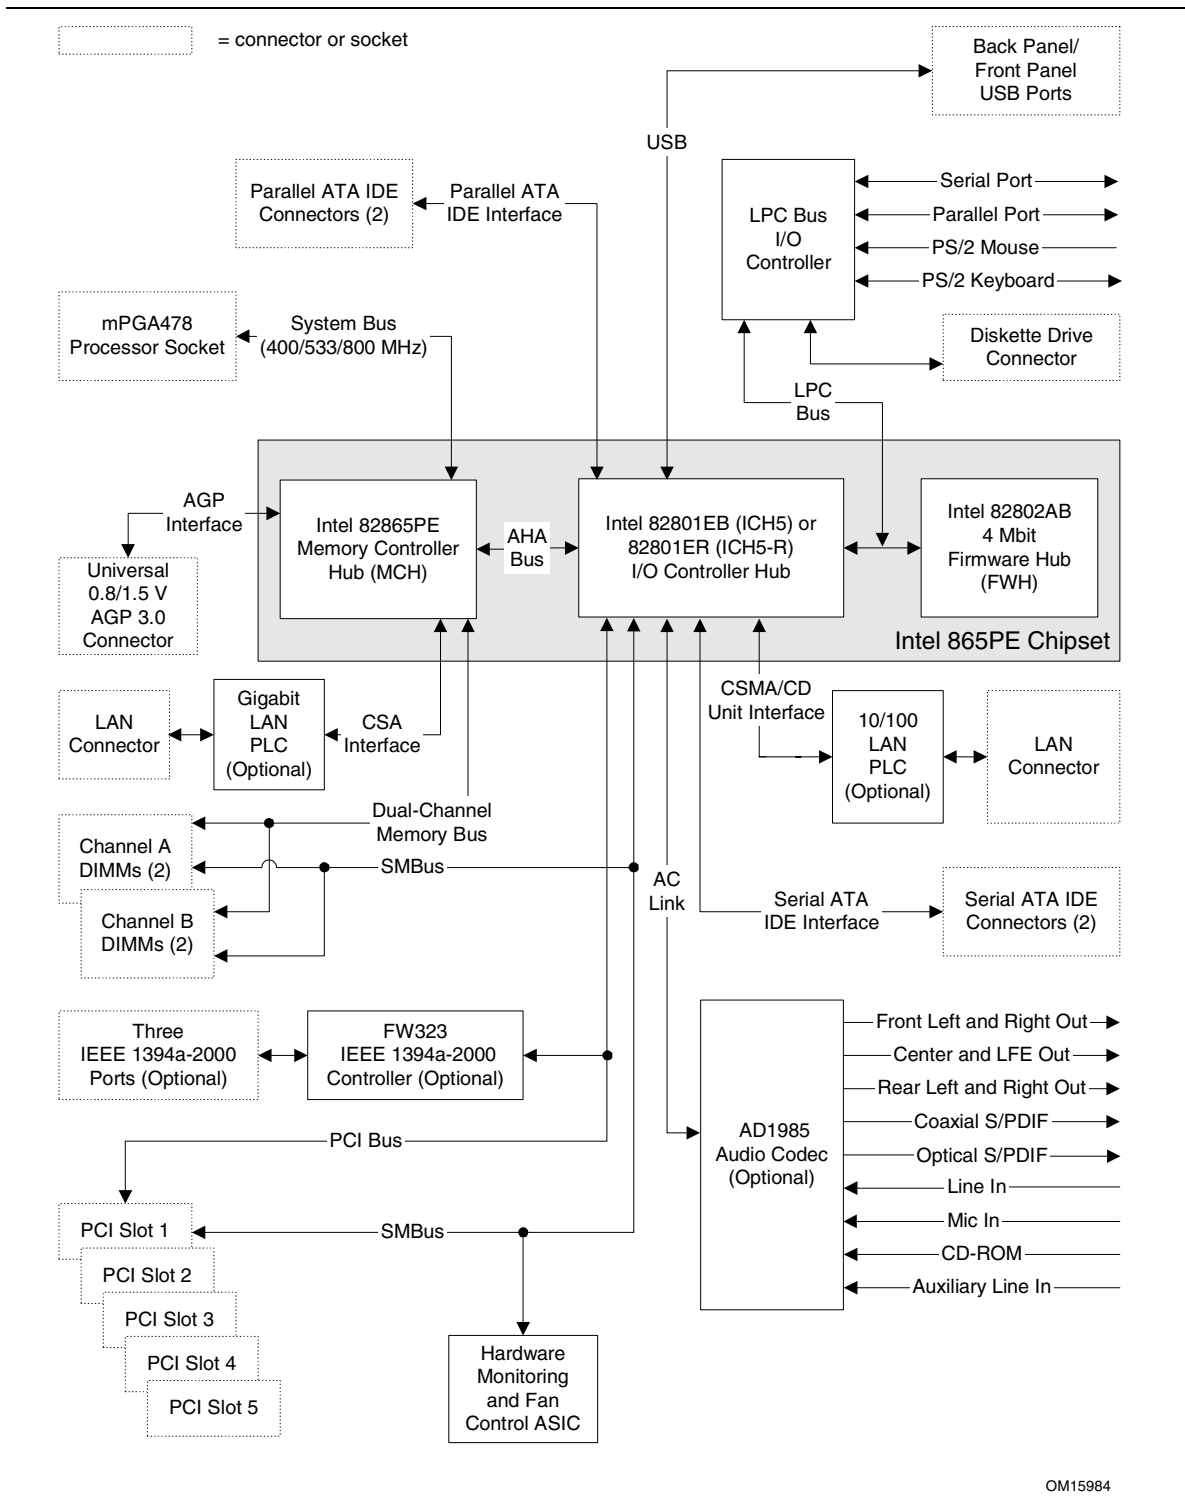 = connector or socket
Back Panel/
Front Panel
USB Ports
USB
Parallel ATA IDE
Connectors (2)
Parallel ATA
IDE Interface
LPC Bus
I/O
Controller
Serial Port
Parallel Port
PS/2 Mouse
PS/2 Keyboard
mPGA478
Processor Socket
System Bus
(400/533/800 MHz)
Diskette Drive
Connector
LPC
Bus
AGP
Interface
Intel 82865PE
Memory Controller
Hub (MCH)
AHA
Bus
Intel 82801EB (ICH5) or
82801ER (ICH5-R)
I/O Controller Hub
Intel 82802AB
4 Mbit
Firmware Hub
(FWH)
Universal
0.8/1.5 V
AGP 3.0
Connector
Intel 865PE Chipset
LAN
Connector
Gigabit
LAN
PLC
(Optional)
CSA
Interface
CSMA/CD
Unit Interface
10/100
LAN
PLC
(Optional)
LAN
Connector
Dual-Channel
Memory Bus
Channel A
DIMMs (2)
SMBus
Channel B
DIMMs (2)
AC
Link
Serial ATA
IDE Interface
Serial ATA IDE
Connectors (2)
Three
IEEE 1394a-2000
Ports (Optional)
FW323
IEEE 1394a-2000
Controller (Optional)
PCI Bus
AD1985
Audio Codec
(Optional)
Front Left and Right Out
Center and LFE Out
Rear Left and Right Out
Coaxial S/PDIF
Optical S/PDIF
Line In
Mic In
CD-ROM
Auxiliary Line In
PCI Slot 1
SMBus
PCI Slot 2
PCI Slot 3
PCI Slot 4
PCI Slot 5
Hardware
Monitoring
and Fan
Control ASIC
OM15984